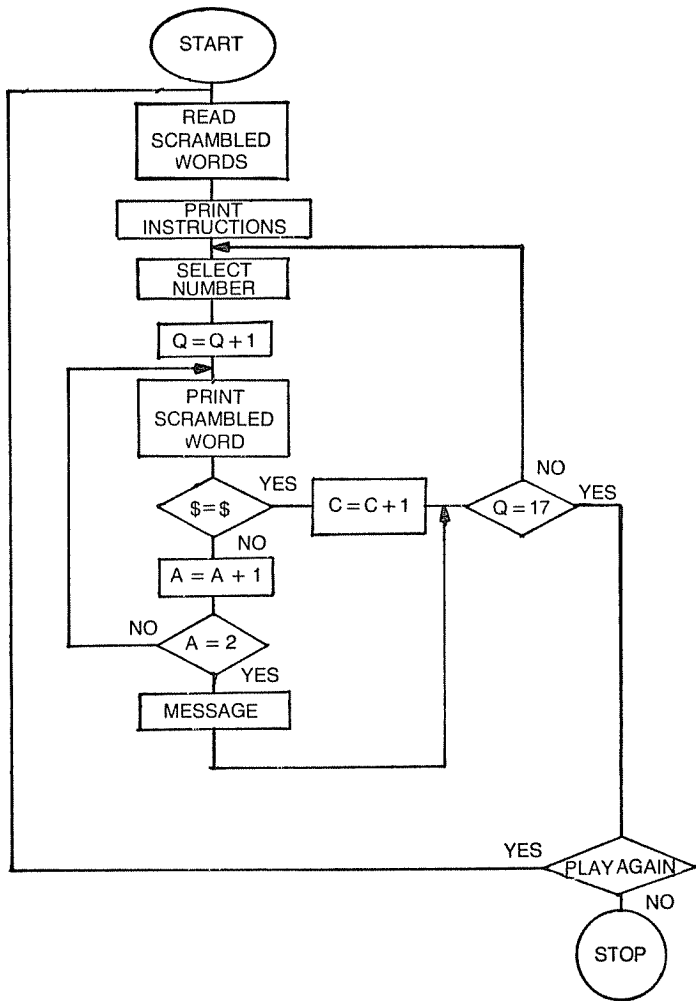 START
READ
SCRAMBLED
WORDS
PRINT
INSTRUCTIONS
SELECT
NUMBER
Q = Q + 1
PRINT
SCRAMBLED
WORD
$ = $
YES
C = C + 1
NO
Q = 17
YES
NO
A = A + 1
NO
A = 2
YES
MESSAGE
YES
PLAY AGAIN
NO
STOP